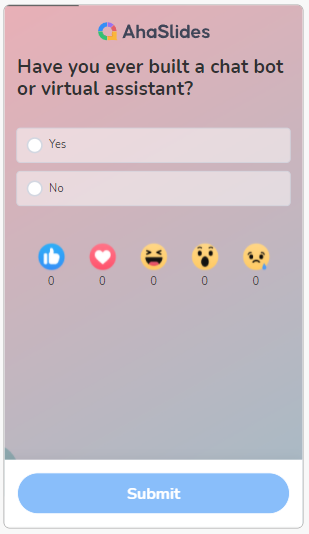 AhaSlides
Have you ever built a chat bot
or virtual assistant?
Yes
No
0 0 0 0 0
Submit